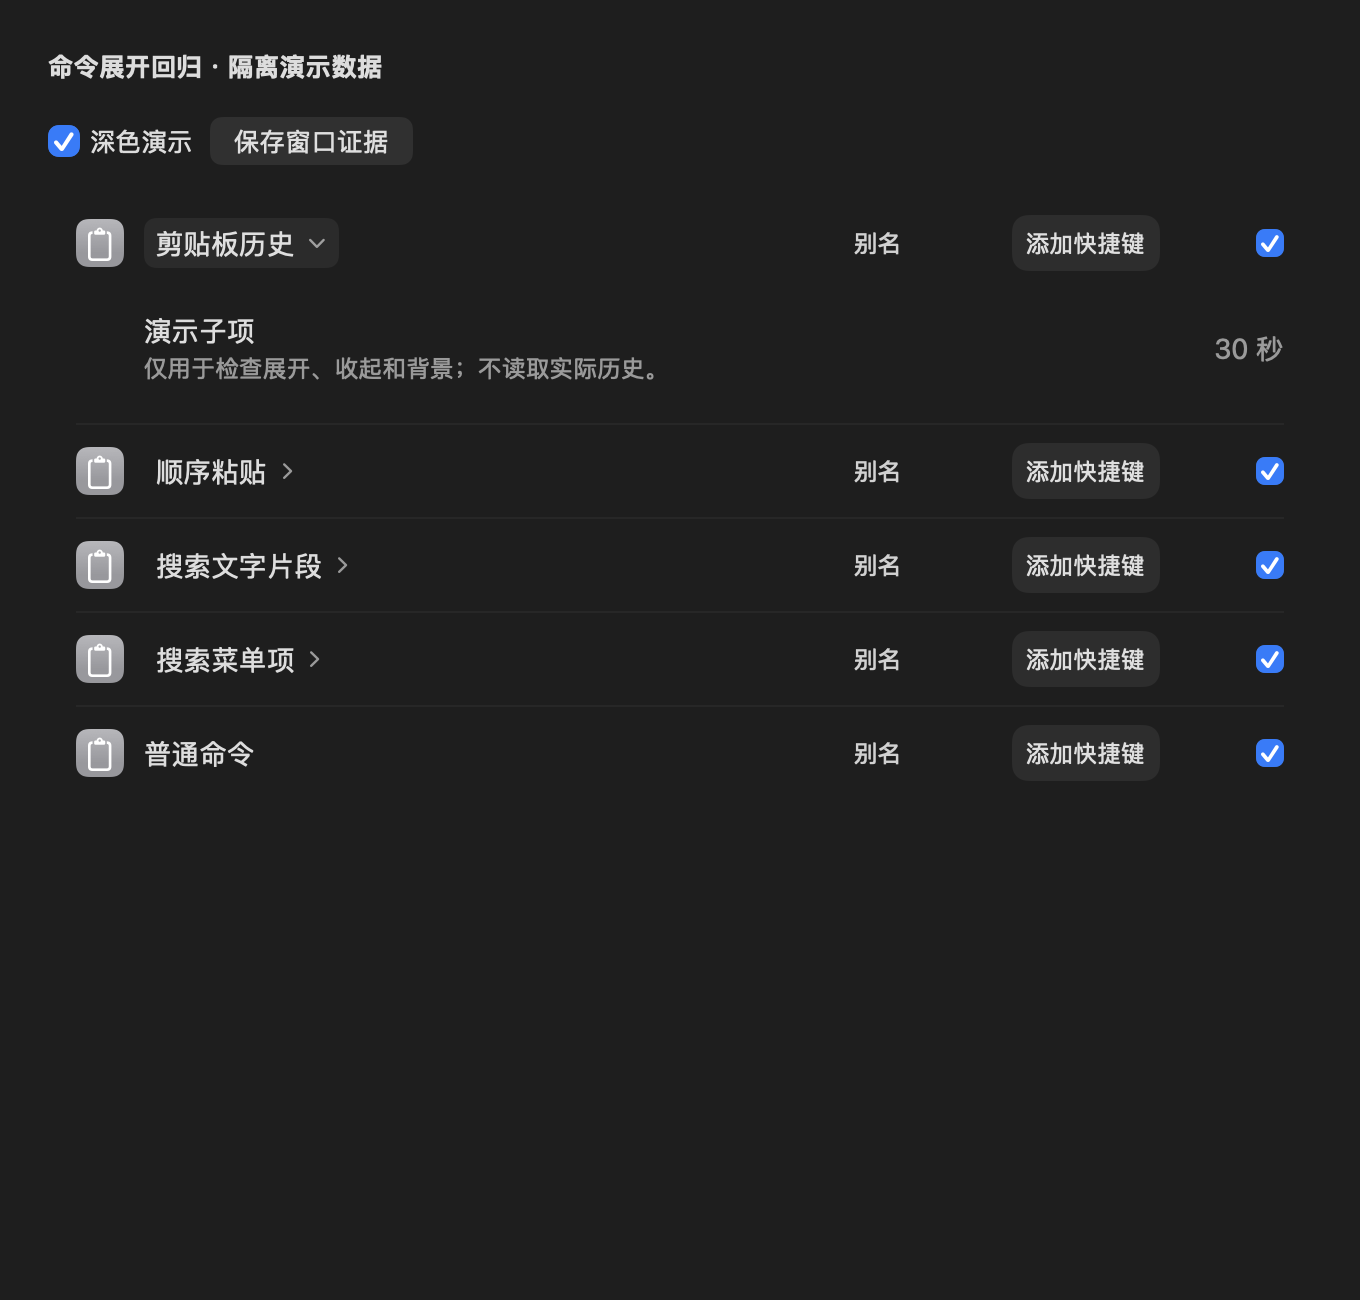 命令展开回归 · 隔离演示数据
深色演示 保存窗口证据
剪贴板历史 别名 添加快捷键
演示子项
仅用于检查展开、收起和背景；不读取实际历史。
30 秒
顺序粘贴 别名 添加快捷键
搜索文字片段 别名 添加快捷键
搜索菜单项 别名 添加快捷键
普通命令 别名 添加快捷键